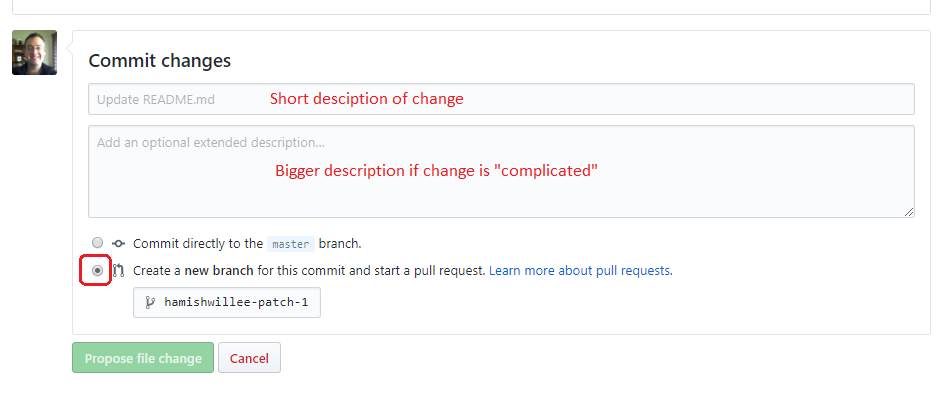 Commit changes
Update README.md Short desciption of change
Add an optional extended description...
Bigger description if change is "complicated"
Commit directly to the master branch.
Create a new branch for this commit and start a pull request. Learn more about pull requests.
hamishwillee-patch-1
Propose file change Cancel